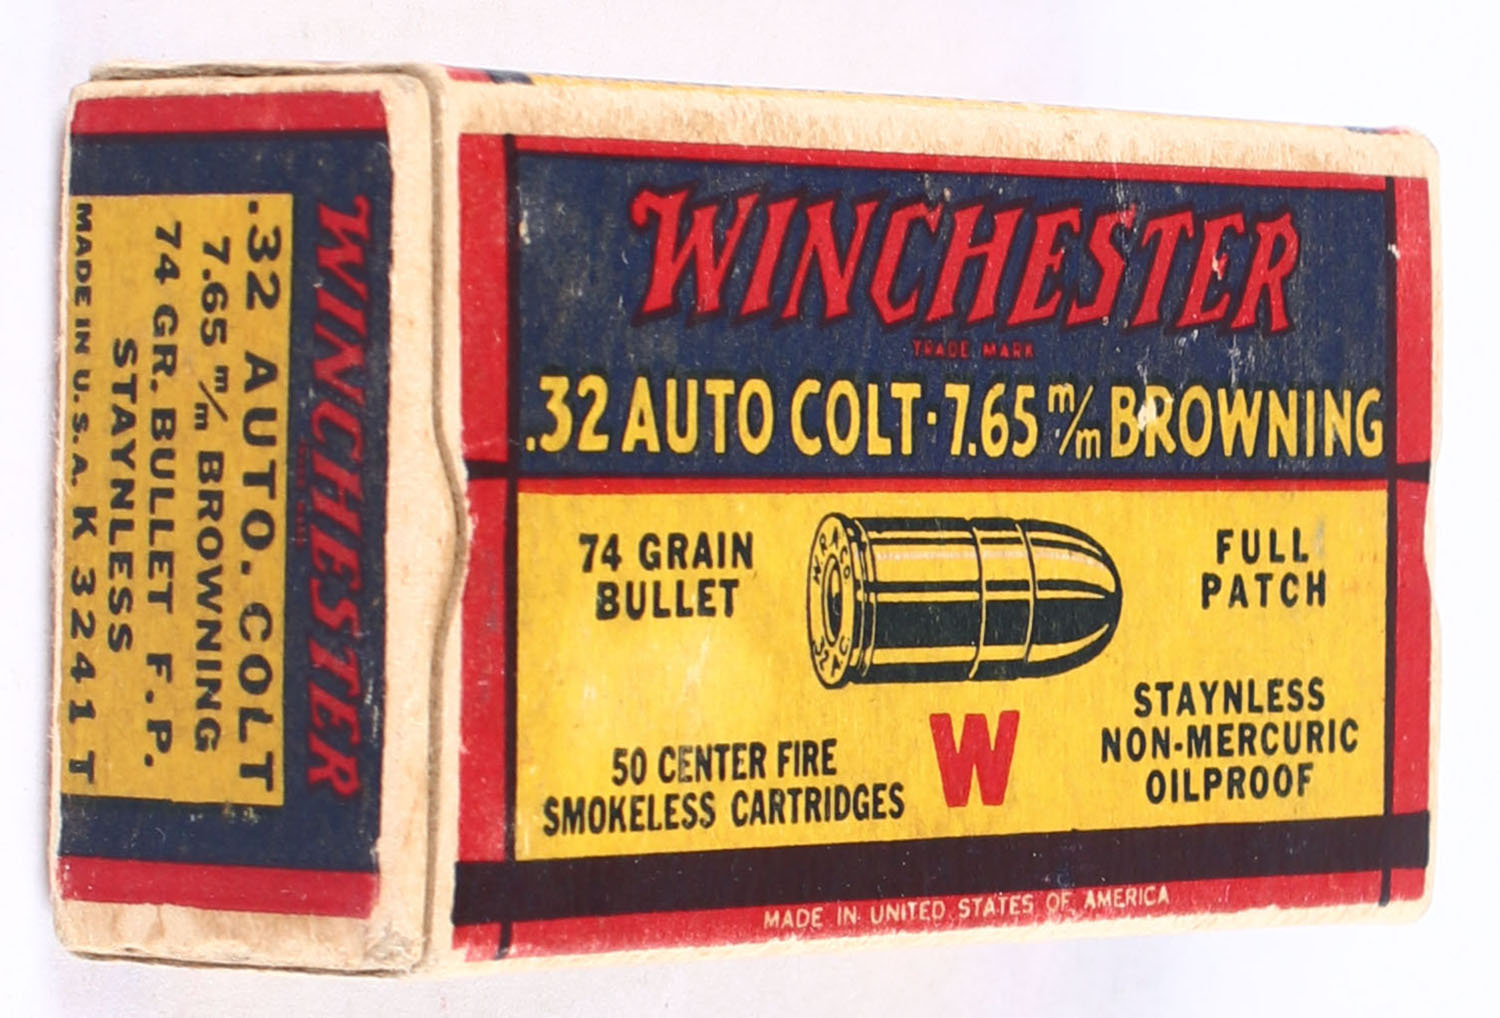 WINCHESTER
TRADE MARK
.32 AUTO COLT · 7.65 m/m BROWNING
74 GRAIN
BULLET
W.R.A.Co.
32 A.C.
FULL
PATCH
50 CENTER FIRE
SMOKELESS CARTRIDGES
W
STAYNLESS
NON-MERCURIC
OILPROOF
MADE IN UNITED STATES OF AMERICA
WINCHESTER
.32 AUTO. COLT
7.65 m/m BROWNING
74 GR. BULLET F.P.
STAYNLESS
MADE IN U.S.A. K 3241 T